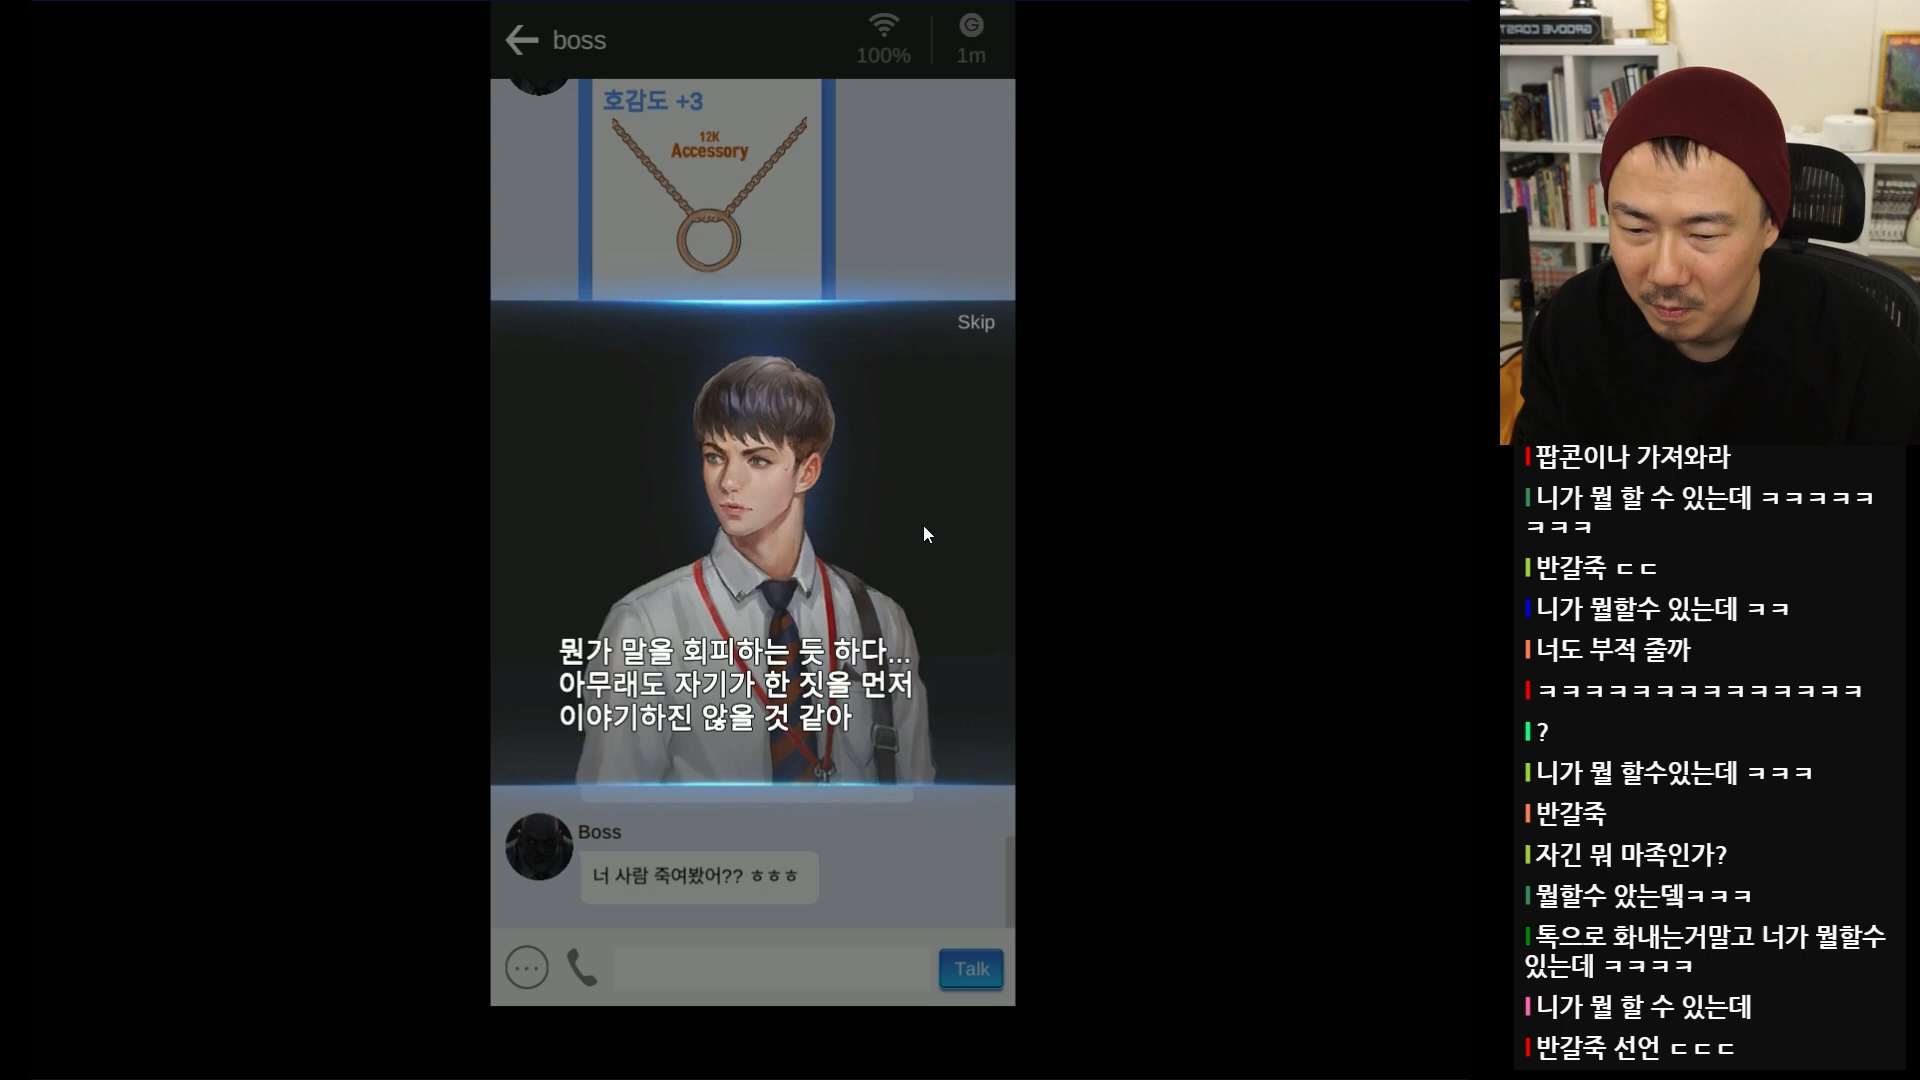 boss
100%
1m
호감도 +3
12K
Accessory
Skip
뭔가 말을 회피하는 듯 하다...
아무래도 자기가 한 짓을 먼저
이야기하진 않을 것 같아
Boss
너 사람 죽여봤어?? ㅎㅎㅎ
Talk
GROOVE COAST
팝콘이나 가져와라
니가 뭘 할 수 있는데 ㅋㅋㅋㅋㅋ
ㅋㅋㅋ
반갈죽 ㄷㄷ
니가 뭘할수 있는데 ㅋㅋ
너도 부적 줄까
ㅋㅋㅋㅋㅋㅋㅋㅋㅋㅋㅋㅋㅋㅋ
?
니가 뭘 할수있는데 ㅋㅋㅋ
반갈죽
자긴 뭐 마족인가?
뭘할수 았는뎈ㅋㅋㅋ
톡으로 화내는거말고 너가 뭘할수
있는데 ㅋㅋㅋㅋ
니가 뭘 할 수 있는데
반갈죽 선언 ㄷㄷㄷ